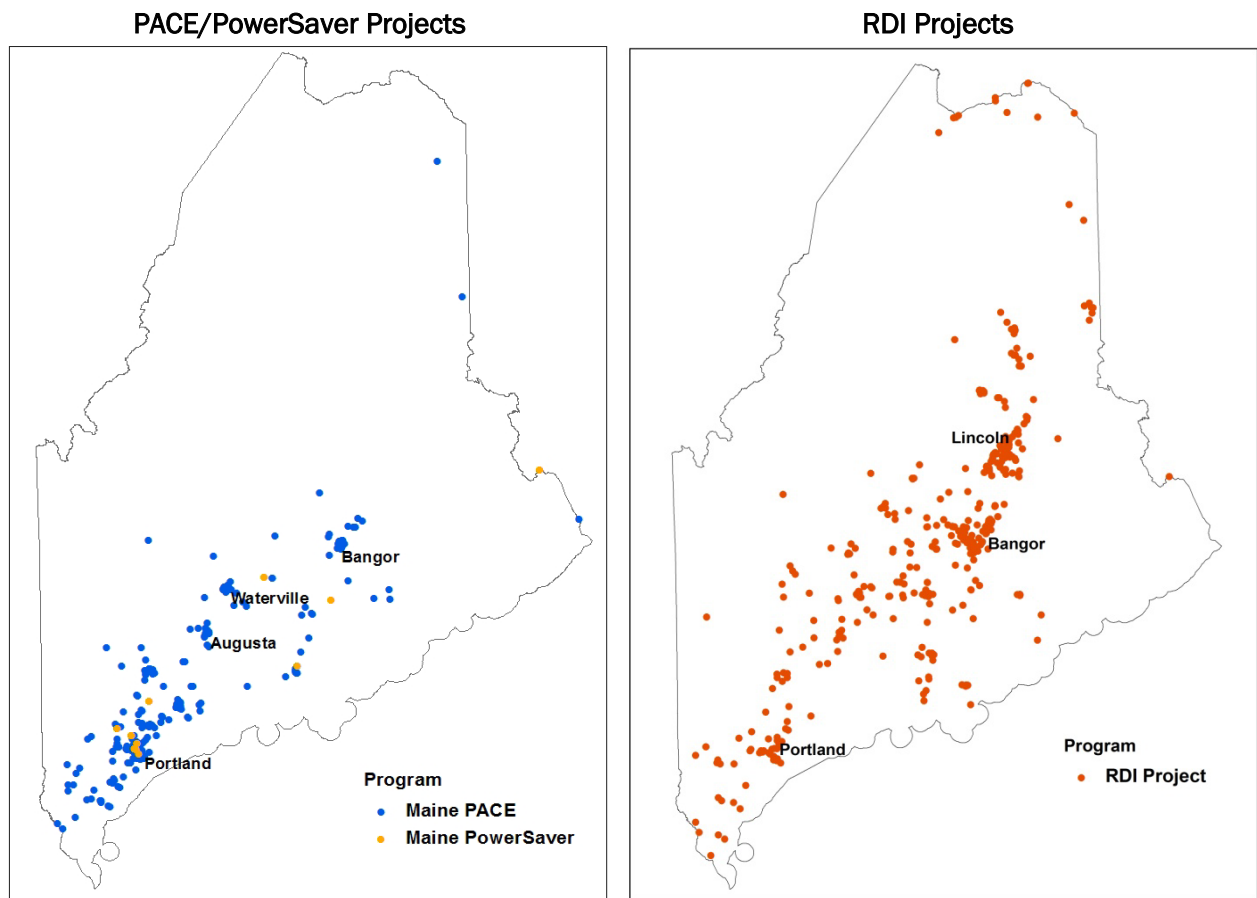 PACE/PowerSaver Projects
Bangor
Waterville
Augusta
Portland
Program
Maine PACE
Maine PowerSaver
RDI Projects
Lincoln
Bangor
Portland
Program
RDI Project